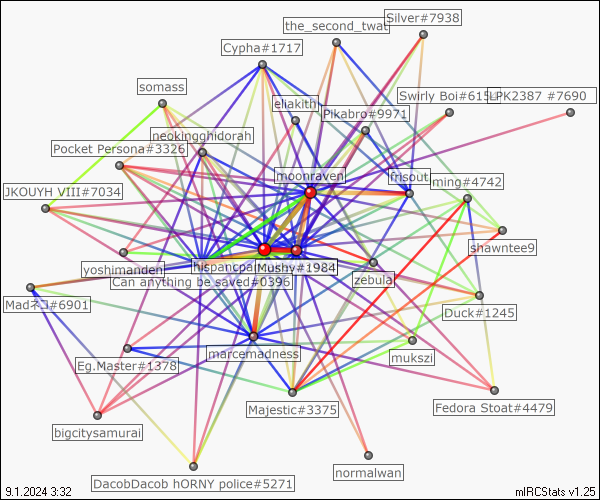 the_second_twat
Silver#7938
Cypha#1717
somass
eliakith
Swirly Boi#615
LPK2387 #7690
Pikabro#9971
neokingghidorah
Pocket Persona#3326
moonraven
frisout
ming#4742
JKOUYH VIII#7034
shawntee9
yoshimanden
hispancpa
Mushy#1984
Can anything be saved#0396
zebula
Madネコ#6901
Duck#1245
marcemadness
mukszi
Eg.Master#1378
Majestic#3375
Fedora Stoat#4479
bigcitysamurai
DacobDacob hORNY police#5271
normalwan
9.1.2024 3:32
mIRCStats v1.25